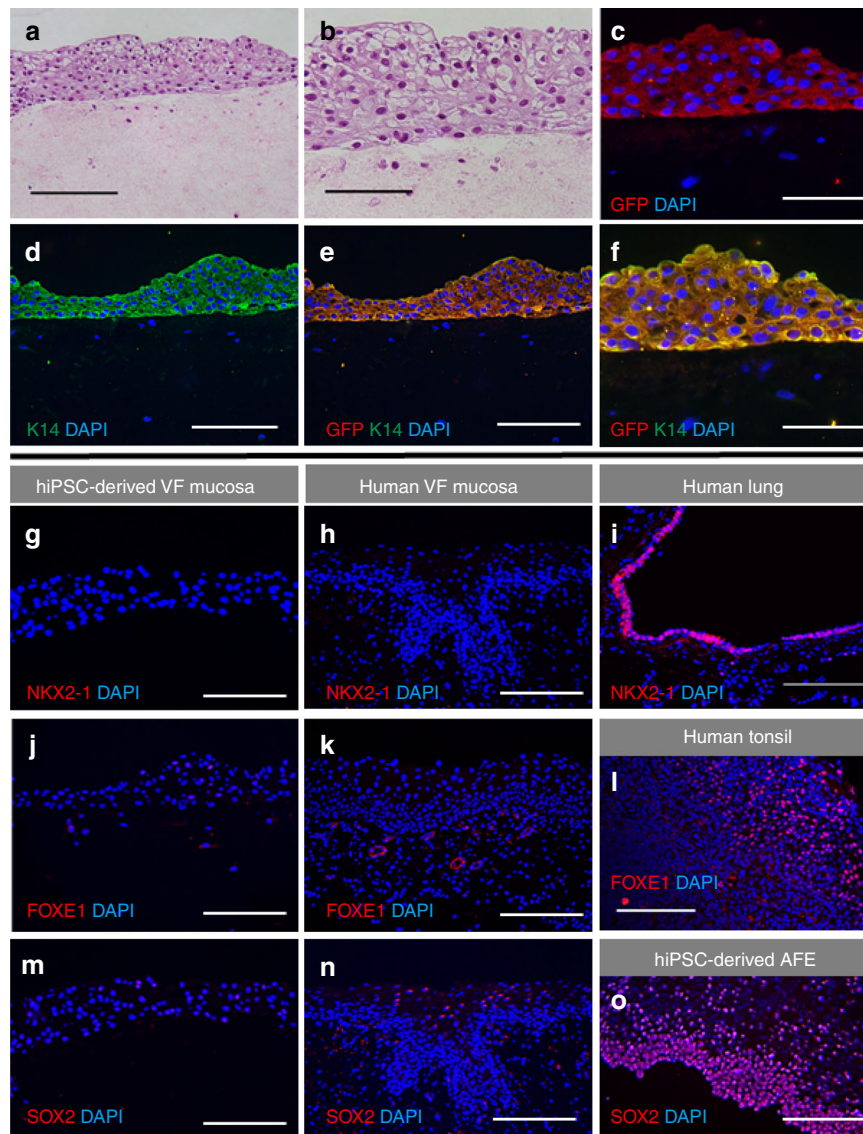 a
b
c
GFP DAPI
d
K14 DAPI
e
GFP K14 DAPI
f
GFP K14 DAPI
hiPSC-derived VF mucosa
Human VF mucosa
Human lung
g
NKX2-1 DAPI
h
NKX2-1 DAPI
i
NKX2-1 DAPI
j
FOXE1 DAPI
k
FOXE1 DAPI
Human tonsil
l
FOXE1 DAPI
m
SOX2 DAPI
n
SOX2 DAPI
hiPSC-derived AFE
o
SOX2 DAPI